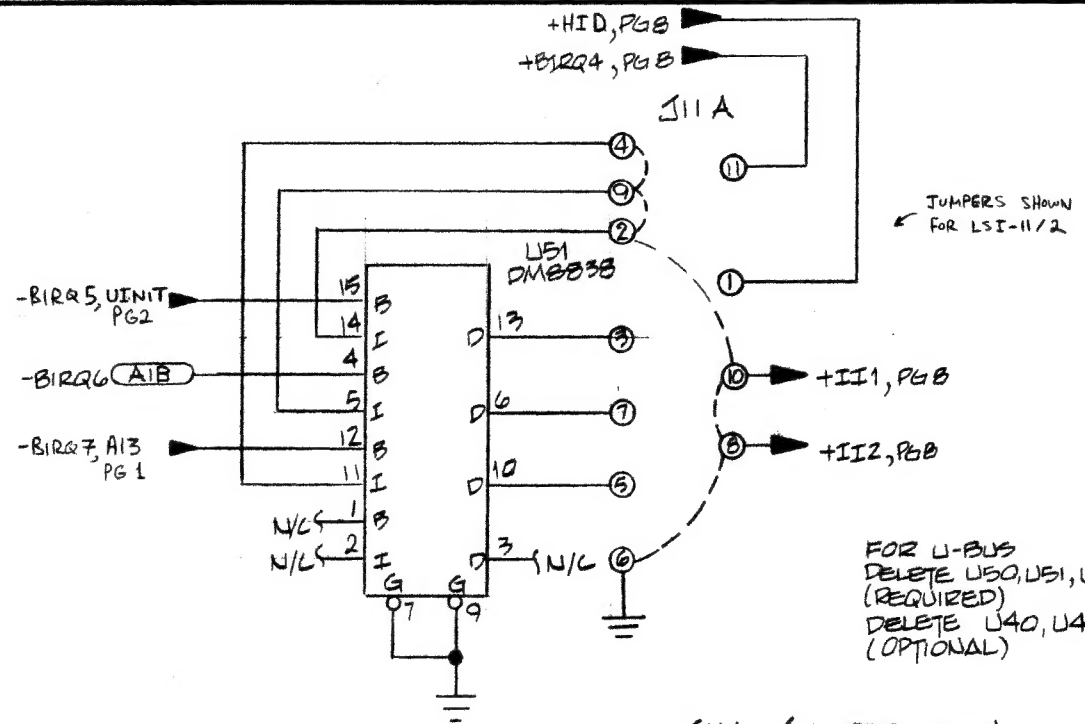 +HID, PG8
+BIRQ4, PG8
J11 A
4
11
9
2
JUMPERS SHOWN
FOR LSI-11/2
U51
DM8838
1
-BIRQ5, UINIT
PG2
15 B
14 I
D 13
3
-BIRQ6 A1B
4 B
10
+II1, PG8
5 I
D 6
7
-BIRQ7, A13
PG 1
12 B
8
+II2, PG8
11 I
D 10
5
N/C 1 B
N/C 2 I
D 3 N/C
6
G G
7 9
FOR U-BUS
DELETE U50, U51, U
(REQUIRED)
DELETE U40, U4
(OPTIONAL)